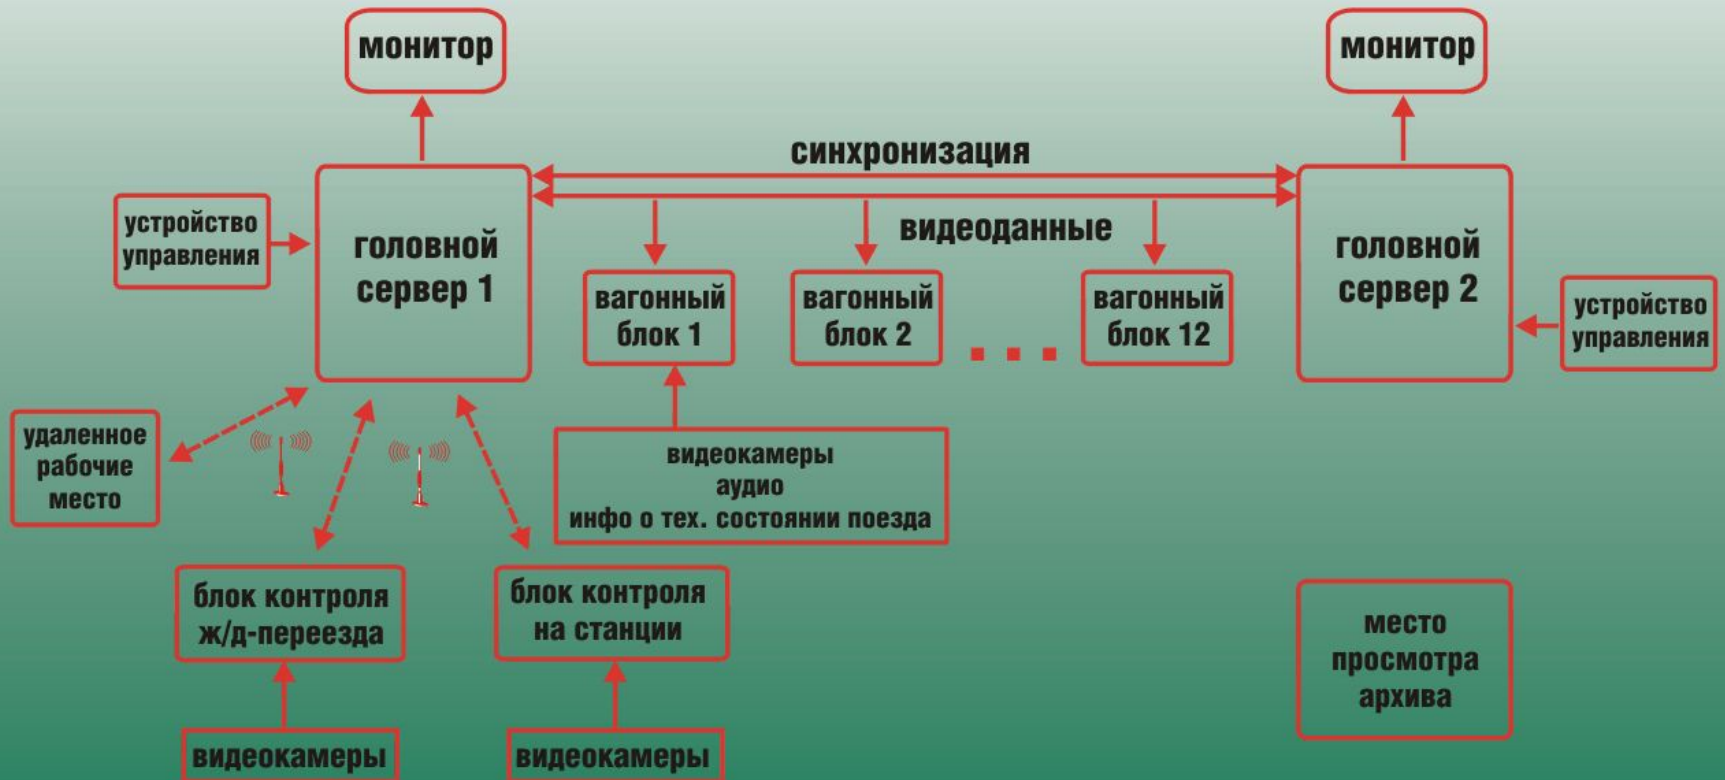 монитор
монитор
синхронизация
устройство
управления
головной
сервер 1
видеоданные
головной
сервер 2
вагонный
блок 1
вагонный
блок 2
вагонный
блок 12
устройство
управления
удаленное
рабочие
место
видеокамеры
аудио
инфо о тех. состоянии поезда
блок контроля
ж/д-переезда
блок контроля
на станции
место
просмотра
архива
видеокамеры
видеокамеры